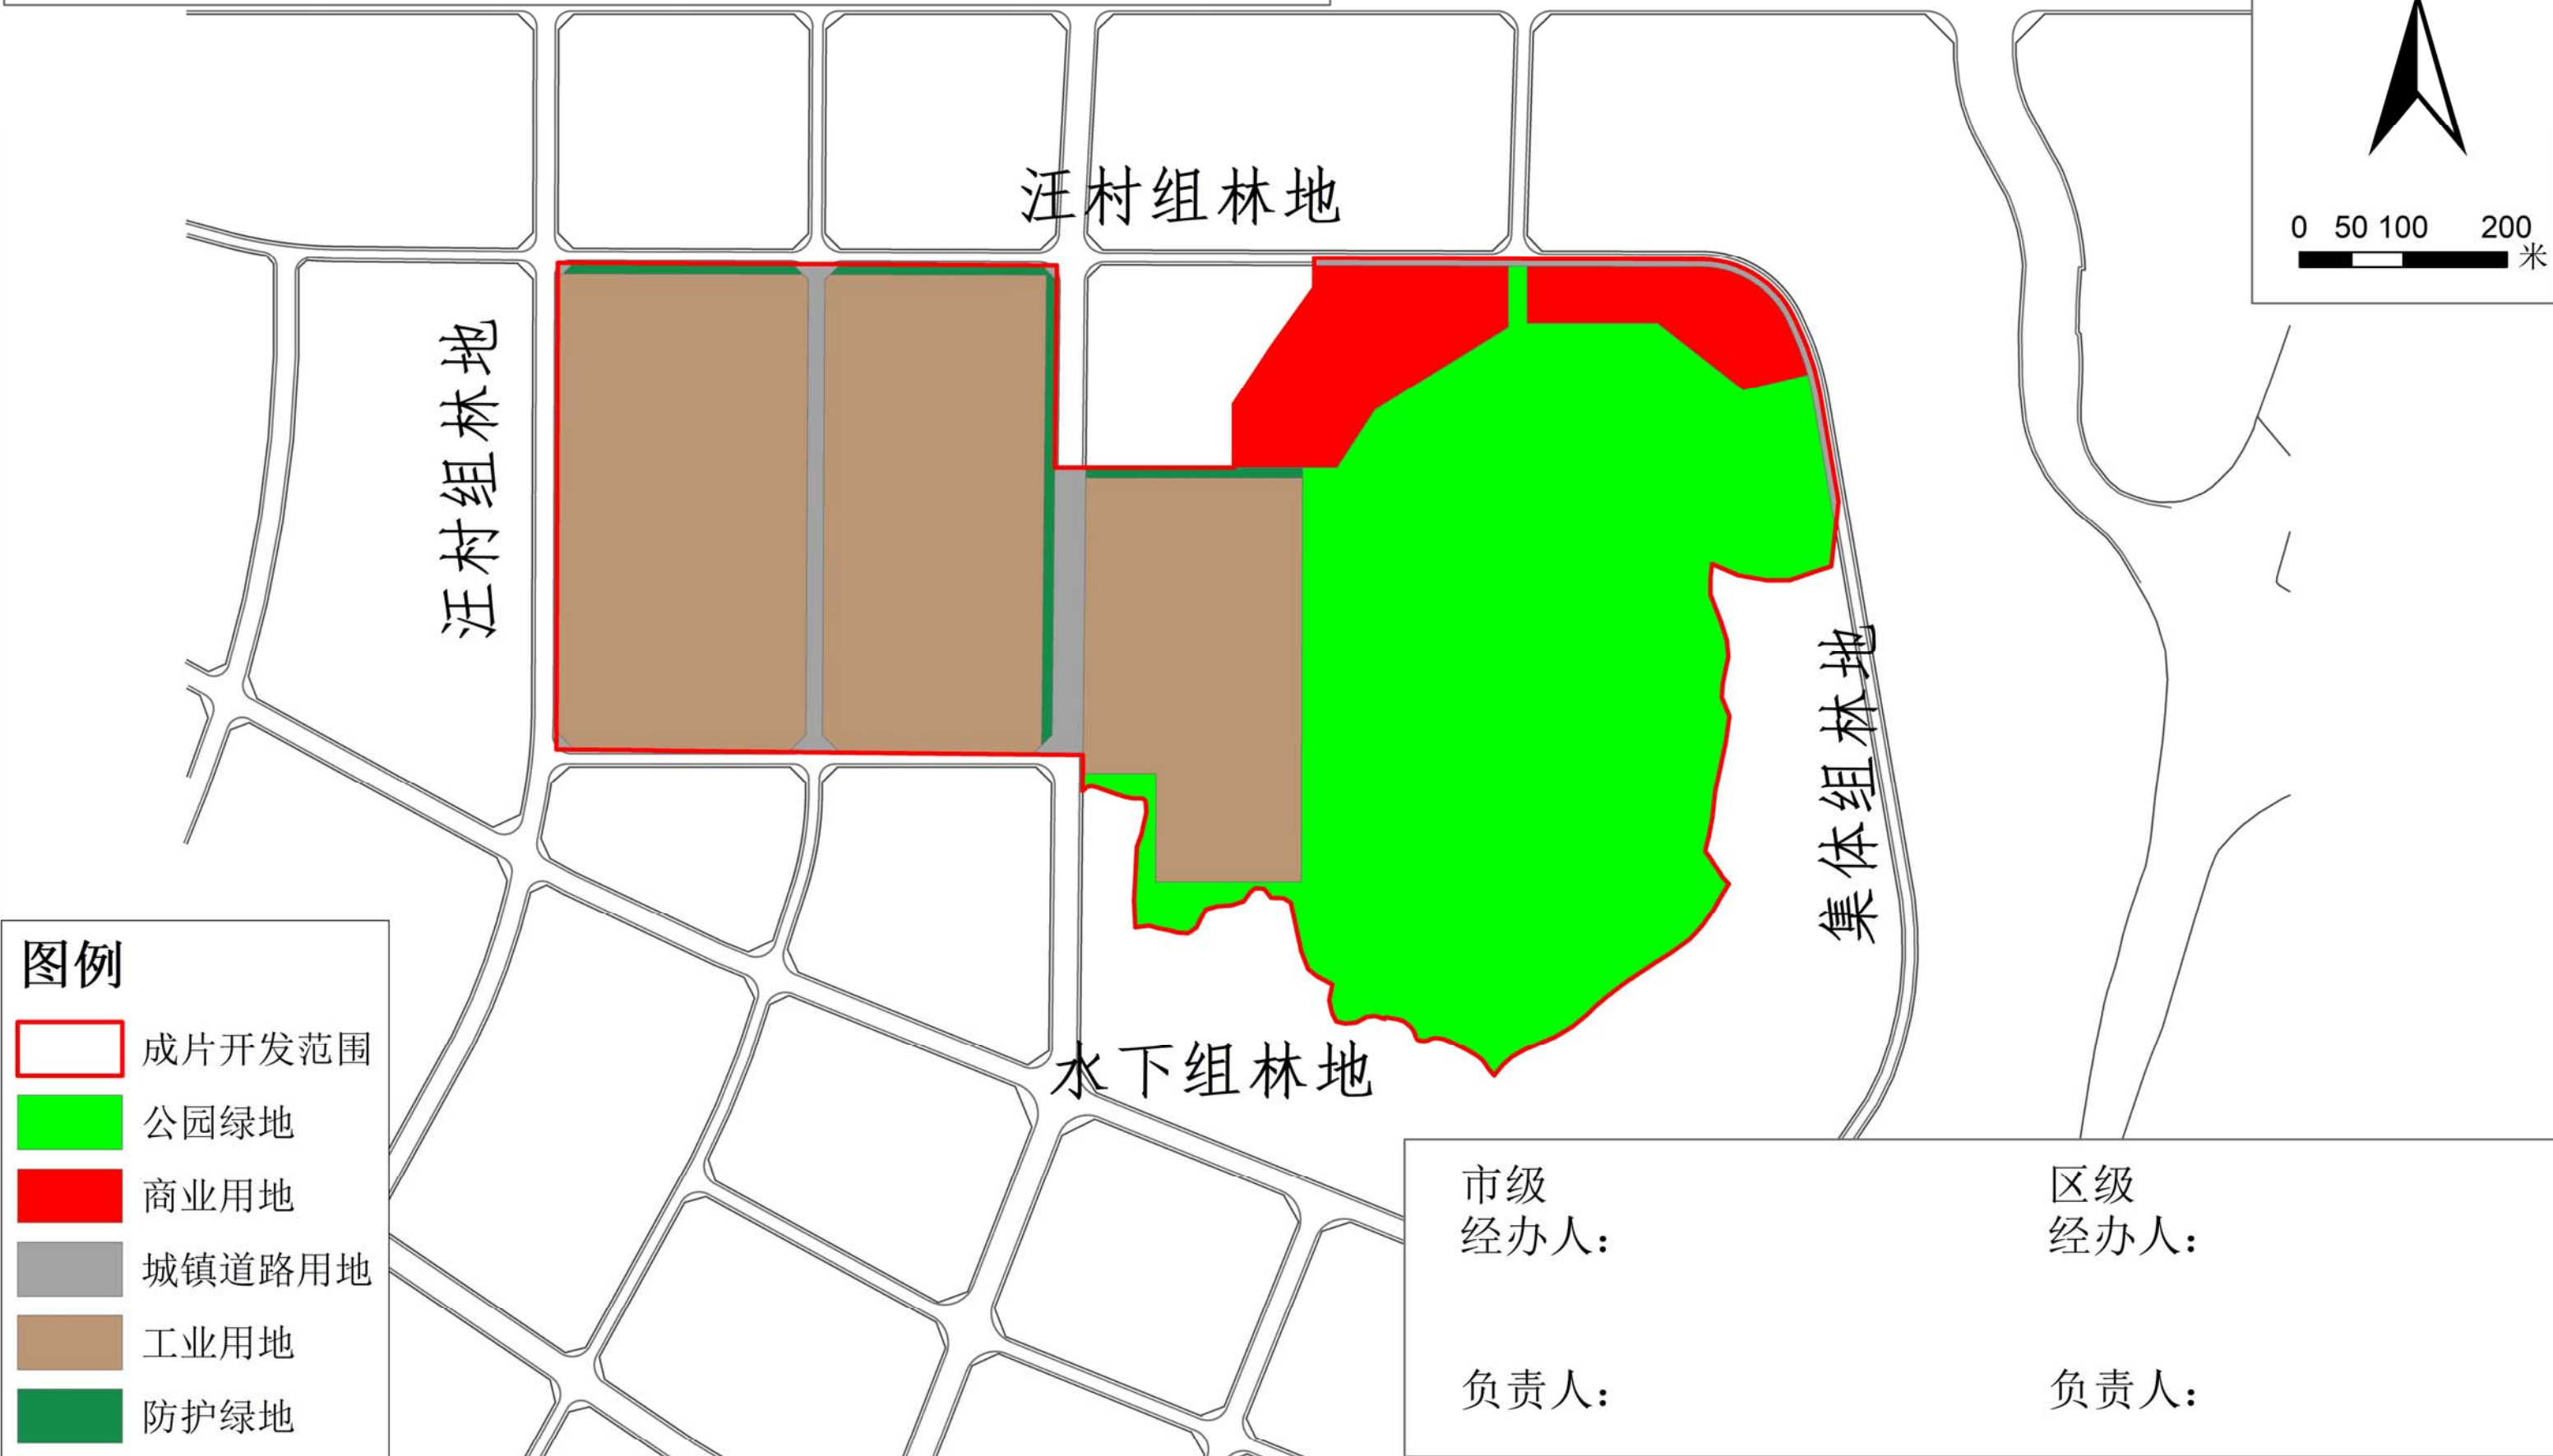 汪村组林地
0 50 100 200
米
汪村组林地
集体组林地
水下组林地
图例
成片开发范围
公园绿地
商业用地
城镇道路用地
工业用地
防护绿地
市级
经办人：
负责人：
区级
经办人：
负责人：